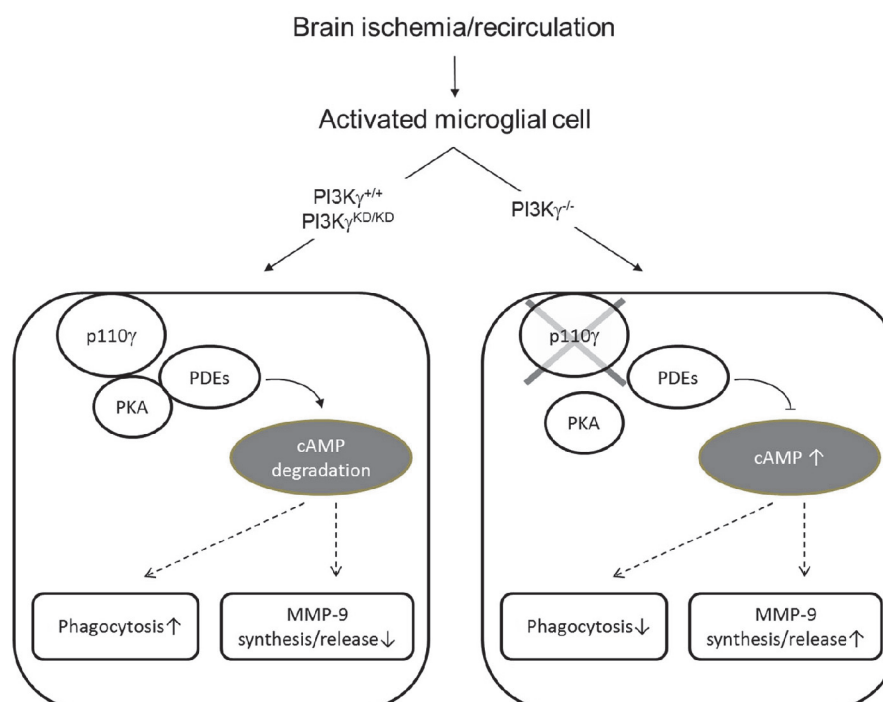 Brain ischemia/recirculation
Activated microglial cell
PI3Kγ+/+
PI3KγKD/KD
PI3Kγ-/-
p110γ
PDEs
PKA
cAMP
degradation
Phagocytosis↑
MMP-9
synthesis/release↓
p110γ
PDEs
PKA
cAMP ↑
Phagocytosis↓
MMP-9
synthesis/release↑